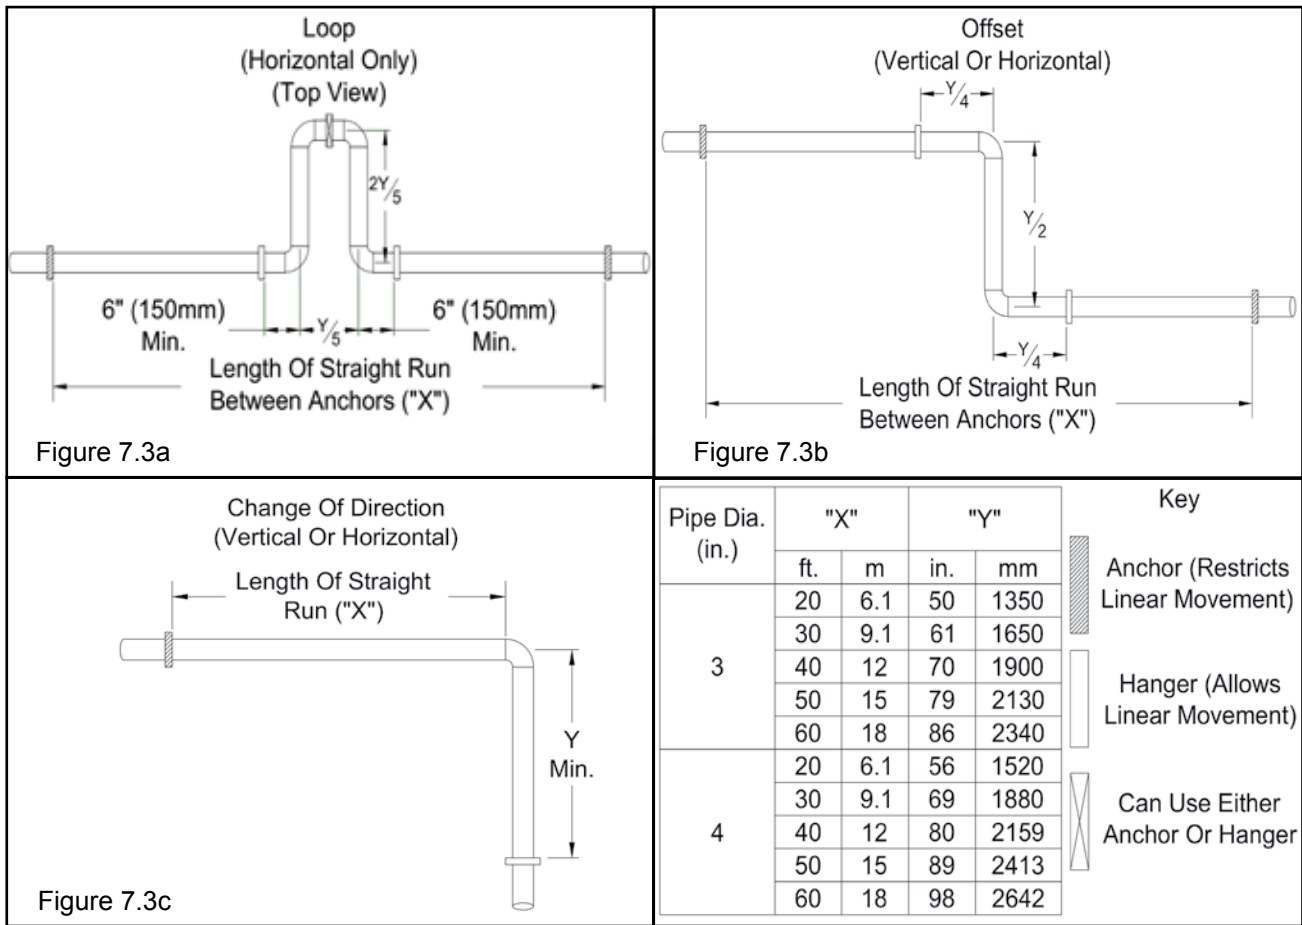 Loop
(Horizontal Only)
(Top View)
2Y/5
6" (150mm)
Min.
Y/5
6" (150mm)
Min.
Length Of Straight Run
Between Anchors ("X")
Figure 7.3a
Offset
(Vertical Or Horizontal)
Y/4
Y/2
Y/4
Length Of Straight Run
Between Anchors ("X")
Figure 7.3b
Change Of Direction
(Vertical Or Horizontal)
Length Of Straight
Run ("X")
Y
Min.
Figure 7.3c
Pipe Dia.
(in.)
"X" "Y"
ft. m in. mm
3
20 6.1 50 1350
30 9.1 61 1650
40 12 70 1900
50 15 79 2130
60 18 86 2340
4
20 6.1 56 1520
30 9.1 69 1880
40 12 80 2159
50 15 89 2413
60 18 98 2642
Key
Anchor (Restricts
Linear Movement)
Hanger (Allows
Linear Movement)
Can Use Either
Anchor Or Hanger